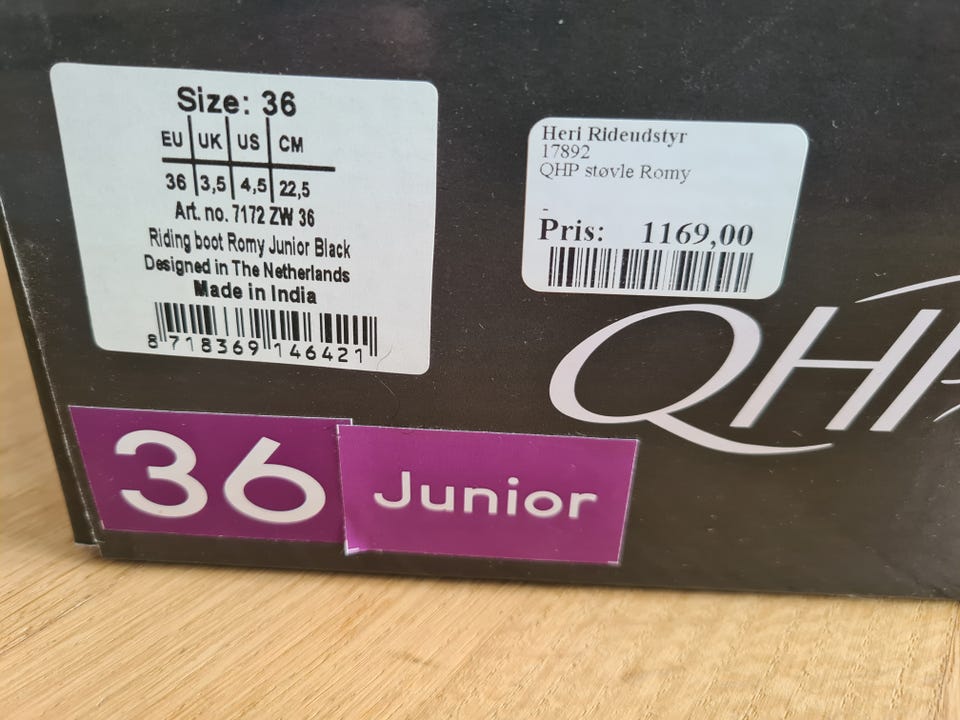 Size: 36
EU UK US CM
36 3,5 4,5 22,5
Art. no. 7172 ZW 36
Riding boot Romy Junior Black
Designed in The Netherlands
Made in India
8 718369 146421
Heri Rideudstyr
17892
QHP støvle Romy
-
Pris: 1169,00
QHP
36 Junior